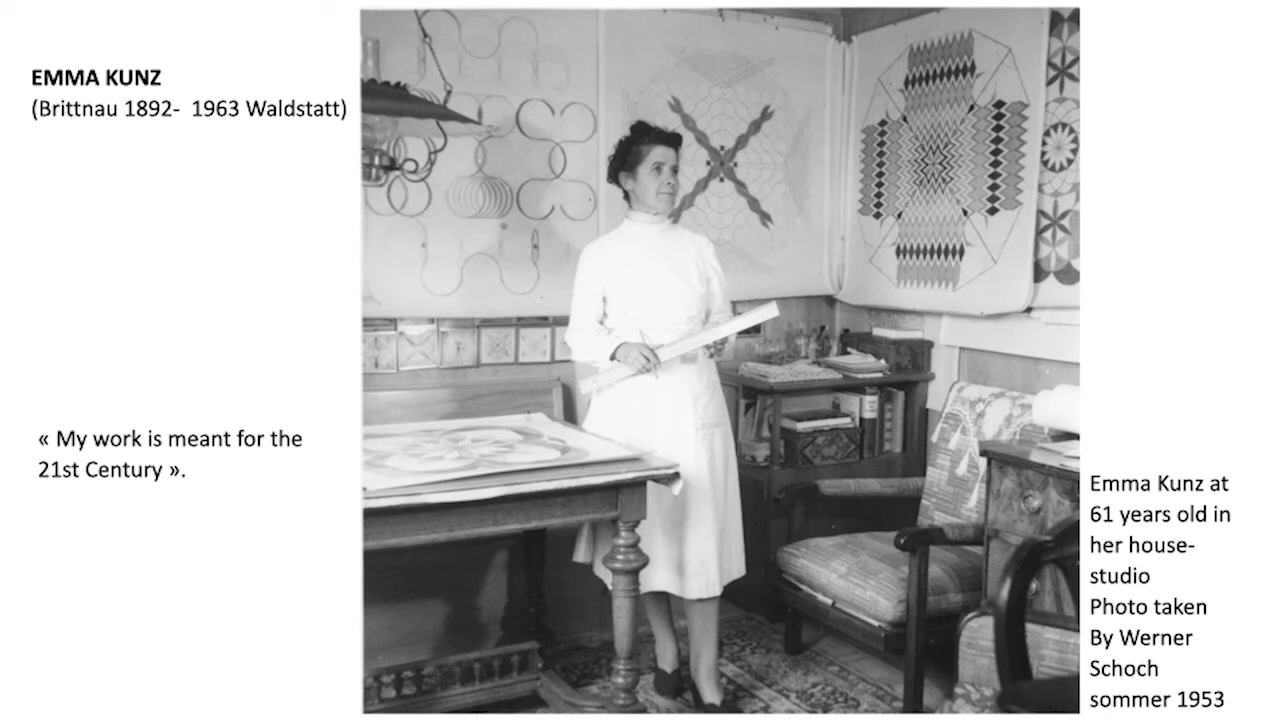 EMMA KUNZ
(Brittnau 1892-  1963 Waldstatt)
« My work is meant for the
21st Century ».
Emma Kunz at
61 years old in
her house-
studio
Photo taken
By Werner
Schoch
sommer 1953